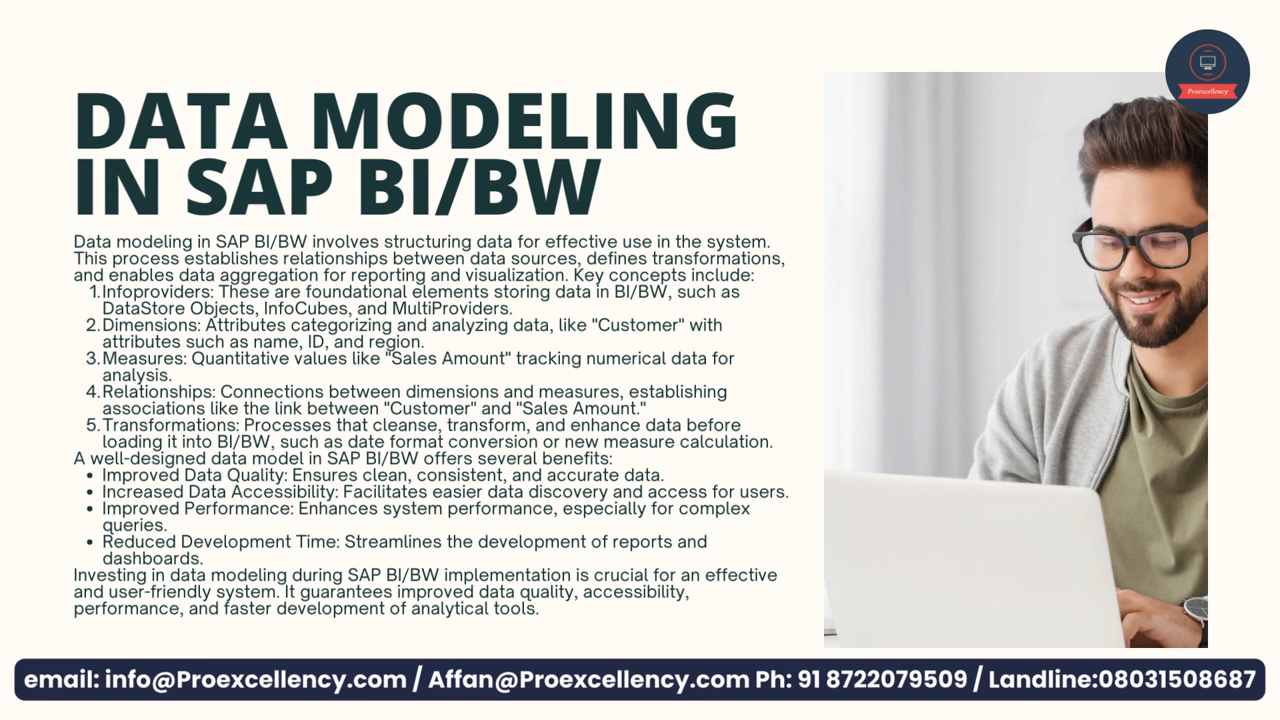 Proexcellency
DATA MODELING
IN SAP BI/BW
Data modeling in SAP BI/BW involves structuring data for effective use in the system.
This process establishes relationships between data sources, defines transformations,
and enables data aggregation for reporting and visualization. Key concepts include:
1. Infoproviders: These are foundational elements storing data in BI/BW, such as
DataStore Objects, InfoCubes, and MultiProviders.
2. Dimensions: Attributes categorizing and analyzing data, like "Customer" with
attributes such as name, ID, and region.
3. Measures: Quantitative values like "Sales Amount" tracking numerical data for
analysis.
4. Relationships: Connections between dimensions and measures, establishing
associations like the link between "Customer" and "Sales Amount."
5. Transformations: Processes that cleanse, transform, and enhance data before
loading it into BI/BW, such as date format conversion or new measure calculation.
A well-designed data model in SAP BI/BW offers several benefits:
• Improved Data Quality: Ensures clean, consistent, and accurate data.
• Increased Data Accessibility: Facilitates easier data discovery and access for users.
• Improved Performance: Enhances system performance, especially for complex
queries.
• Reduced Development Time: Streamlines the development of reports and
dashboards.
Investing in data modeling during SAP BI/BW implementation is crucial for an effective
and user-friendly system. It guarantees improved data quality, accessibility,
performance, and faster development of analytical tools.
email: info@Proexcellency.com / Affan@Proexcellency.com Ph: 91 8722079509 / Landline:08031508687